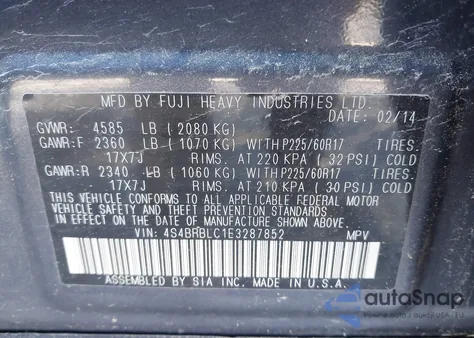 MFD BY FUJI HEAVY INDUSTRIES LTD.
DATE: 02/14
GVWR: 4585 LB ( 2080 KG)
GAWR:F 2360 LB ( 1070 KG) WITH P225/60R17 TIRES.
17X7J RIMS. AT 220 KPA ( 32 PSI) COLD
GAWR:R 2340 LB ( 1060 KG) WITH P225/60R17 TIRES.
17X7J RIMS. AT 210 KPA ( 30 PSI) COLD
THIS VEHICLE CONFORMS TO ALL APPLICABLE FEDERAL MOTOR
VEHICLE SAFETY AND THEFT PREVENTION STANDARDS
IN EFFECT ON THE DATE OF MANUFACTURE SHOWN ABOVE.
VIN: 4S4BRBLC1E3287852 MPV
ASSEMBLED BY SIA INC. MADE IN U.S.A.
autoSnap